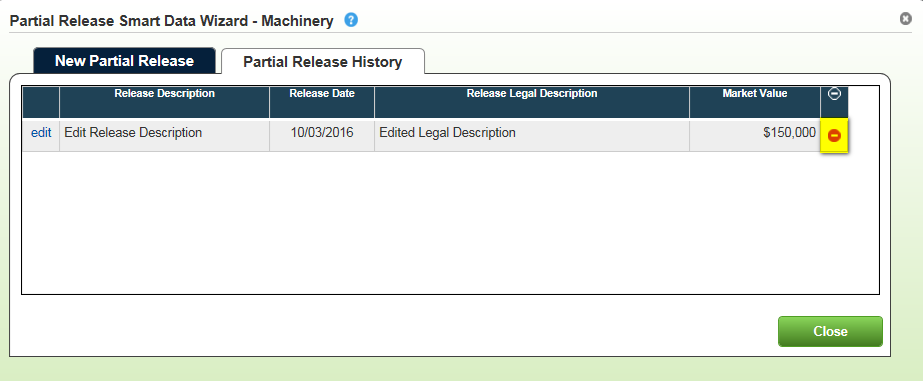 Partial Release Smart Data Wizard - Machinery ?
New Partial Release Partial Release History
Release Description Release Date Release Legal Description Market Value
edit Edit Release Description 10/03/2016 Edited Legal Description $150,000
Close